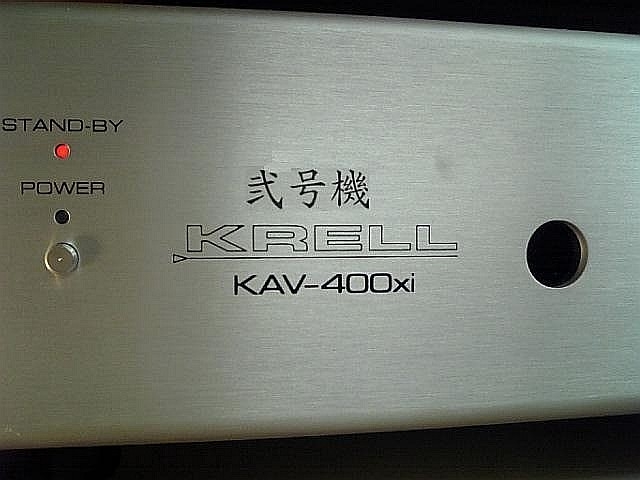 STAND-BY
POWER
弐号機
KRELL
KAV-400xi